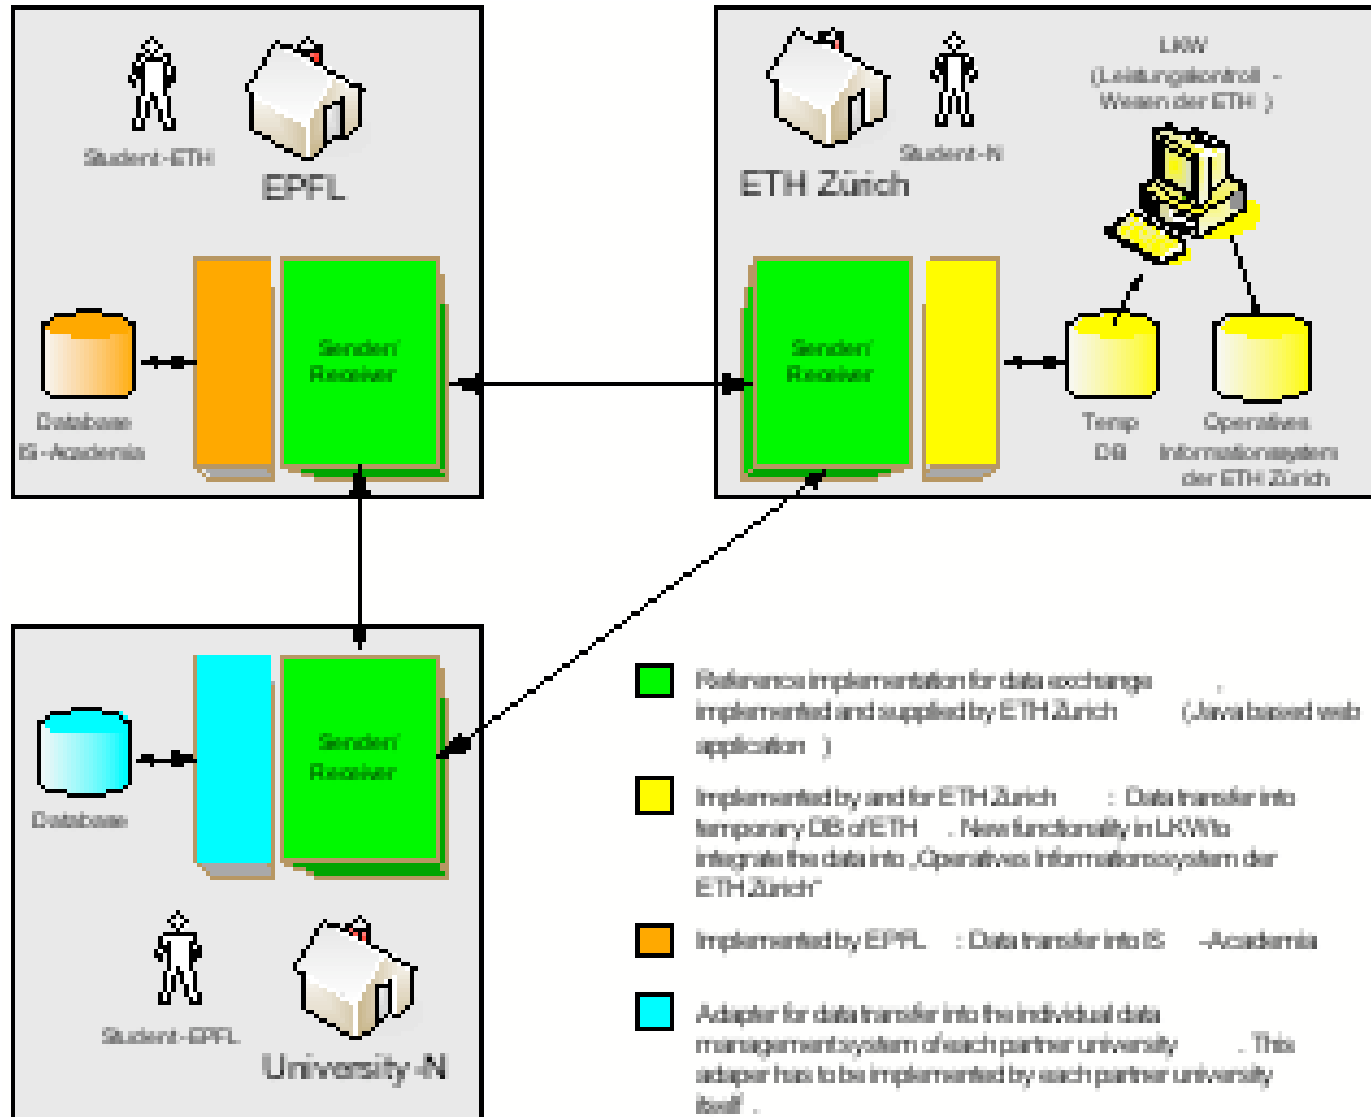 Student-ETH
EPFL
Sender/
Receiver
Database
IS-Academia
ETH Zürich
Student-N
LKW
(Leistungskontroll -
Wesen der ETH )
Sender/
Receiver
Temp
DB
Operatives
Informationssystem
der ETH Zürich
Sender/
Receiver
Database
Student-EPFL
University-N
Reference implementation for data exchange ,
implemented and supplied by ETH Zurich (Java based web
application )
Implemented by and for ETH Zurich : Data transfer into
temporary DB of ETH . New functionality in LKW to
integrate the data into „Operatives Informationssystem der
ETH Zürich“
Implemented by EPFL : Data transfer into IS -Academia
Adapter for data transfer into the individual data
management system of each partner university . This
adaper has to be implemented by each partner university
itself .